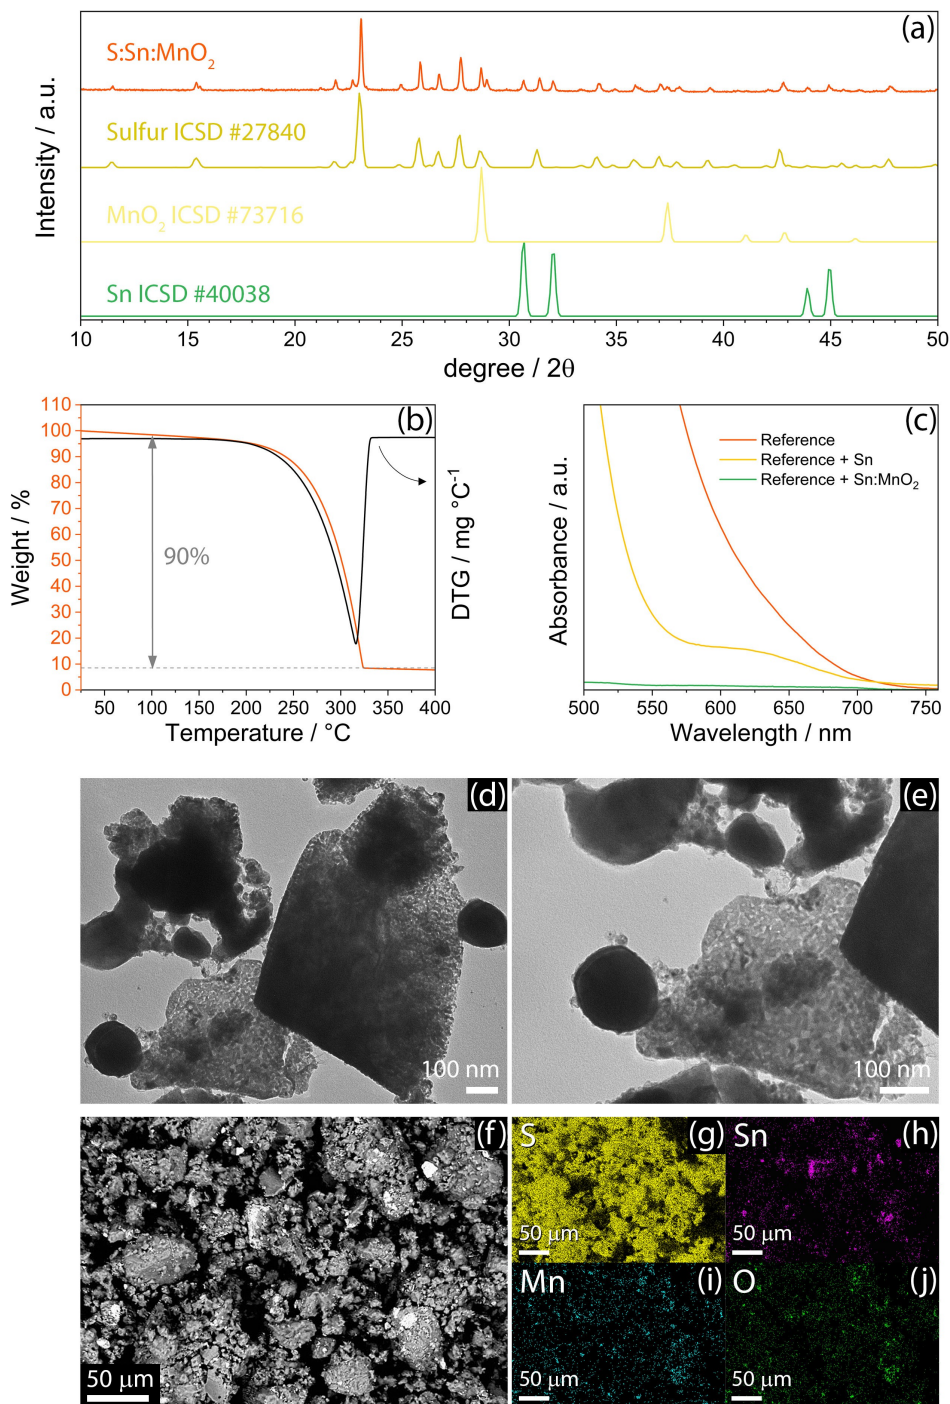 (a)
S:Sn:MnO₂
Sulfur ICSD #27840
MnO₂ ICSD #73716
Sn ICSD #40038
Intensity / a.u.
10 15 20 25 30 35 40 45 50
degree / 2θ
(b)
110
100
90
80
70
60
50
40
30
20
10
0
90%
Weight / %
DTG / mg °C⁻¹
50 100 150 200 250 300 350 400
Temperature / °C
(c)
Reference
Reference + Sn
Reference + Sn:MnO₂
Absorbance / a.u.
500 550 600 650 700 750
Wavelength / nm
(d)
100 nm
(e)
100 nm
(f)
50 μm
S
(g)
50 μm
Sn
(h)
50 μm
Mn
(i)
50 μm
O
(j)
50 μm